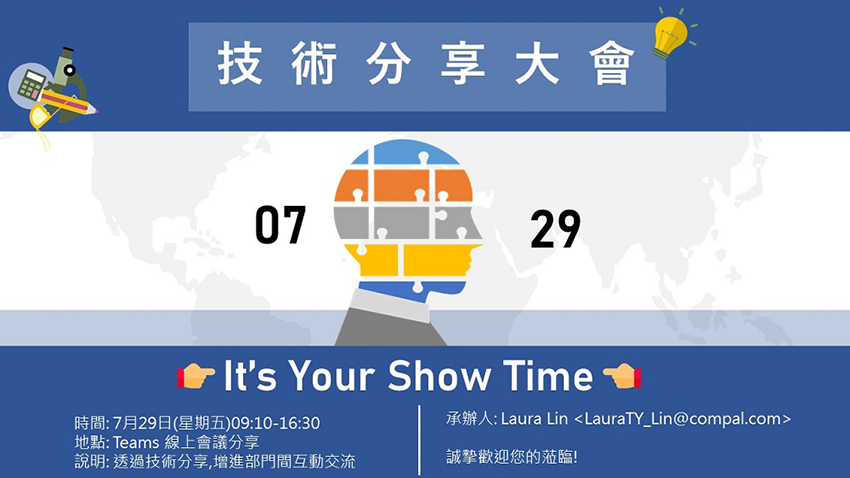 技術分享大會
07
29
It's Your Show Time
時間: 7月29日(星期五)09:10-16:30
地點: Teams 線上會議分享
說明: 透過技術分享,增進部門間互動交流
承辦人: Laura Lin <LauraTY_Lin@compal.com>
誠摯歡迎您的蒞臨!